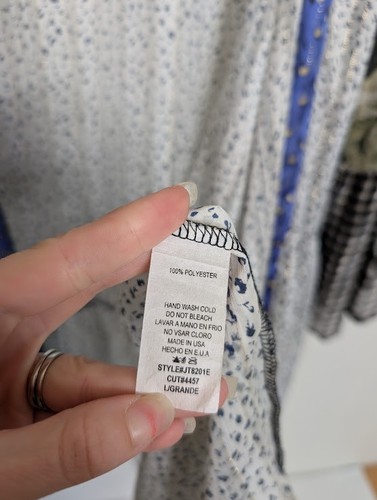 100% POLYESTER
HAND WASH COLD
DO NOT BLEACH
LAVAR A MANO EN FRIO
NO VSAR CLORO
MADE IN USA
HECHO EN E.U.A
STYLE#JT8201E
CUT#4457
L/GRANDE